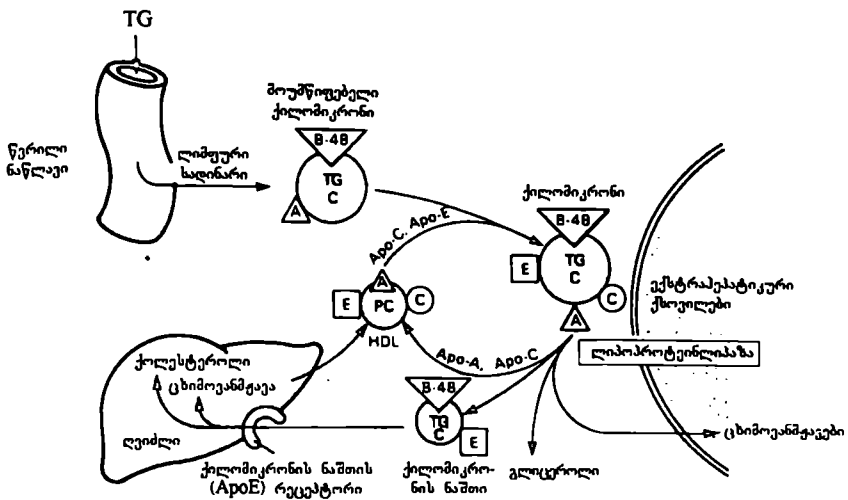 TG
წვრილი
ნაწლავი
ლიმფური
სადინარი
მოუმწიფებელი
ქილომიკრონი
B-48
TG
C
A
Apo-C, Apo-E
ქილომიკრონი
B-48
TG
C
E
C
A
ექსტრაჰეპატიკური
ქსოვილები
ლიპოპროტეინლიპაზა
A
E
PC
C
HDL
Apo-A, Apo-C
ქოლესტეროლი
ცხიმოვანმჟავა
ღვიძლი
B-48
TG
C
E
ქილომიკრონის ნაშთი
(ApoE) რეცეპტორი
ქილომიკრო-
ნის ნაშთი
გლიცეროლი
ცხიმოვანმჟავები